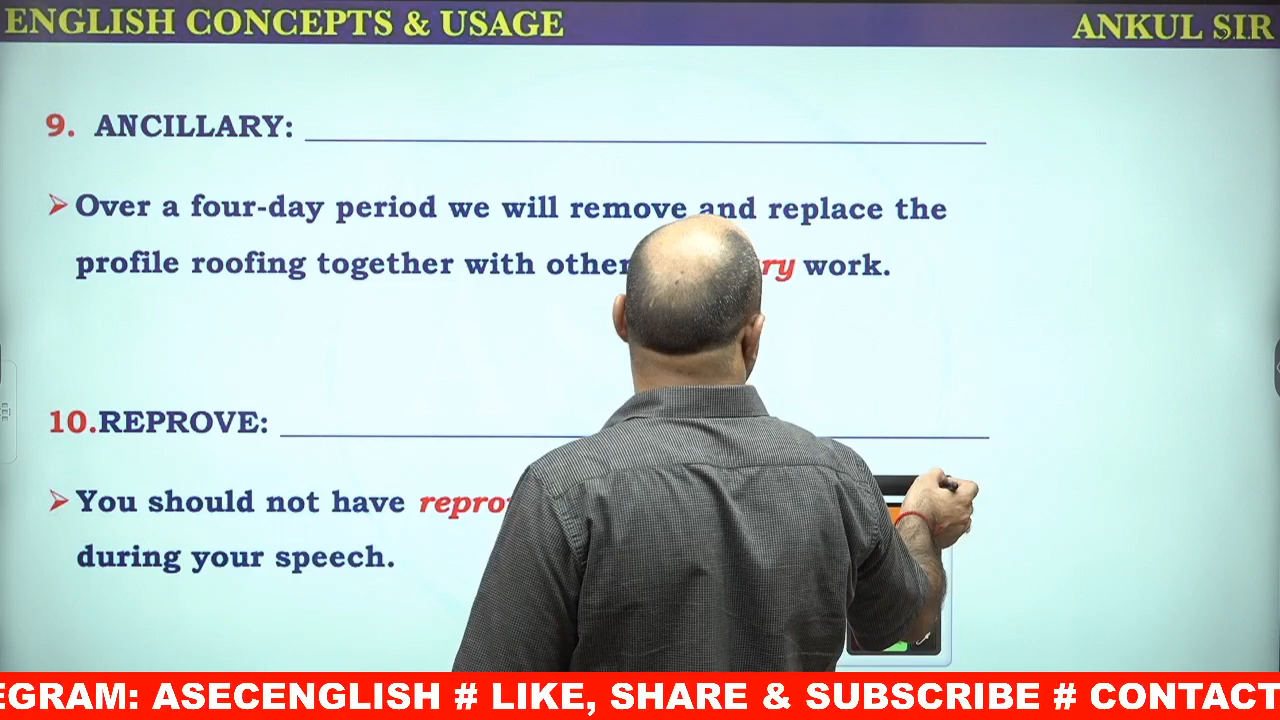 ENGLISH CONCEPTS & USAGE
ANKUL SIR
9. ANCILLARY:
➢ Over a four-day period we will remove and replace the
profile roofing together with other ry work.
10.REPROVE:
➢ You should not have repro
during your speech.
EGRAM: ASECENGLISH # LIKE, SHARE & SUBSCRIBE # CONTACT